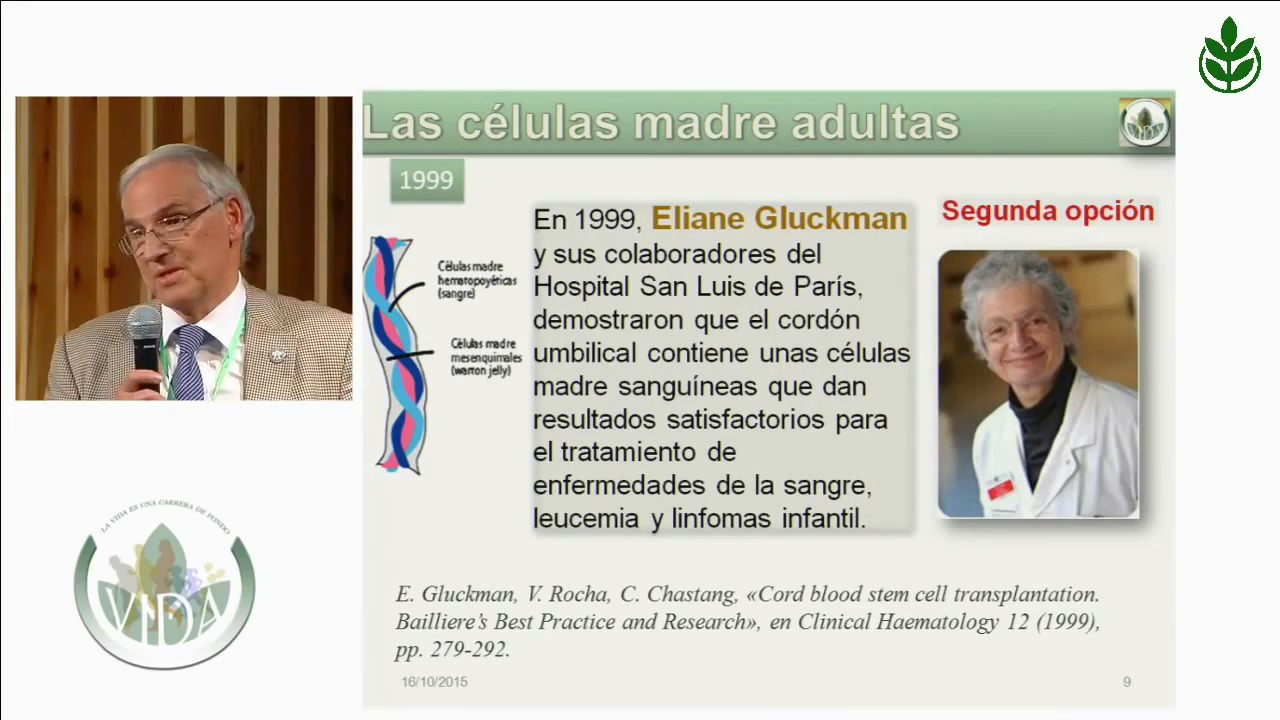 Las células madre adultas
VIDA
1999
En 1999, Eliane Gluckman
y sus colaboradores del
Hospital San Luis de París,
demostraron que el cordón
umbilical contiene unas células
madre sanguíneas que dan
resultados satisfactorios para
el tratamiento de
enfermedades de la sangre,
leucemia y linfomas infantil.
Segunda opción
Células madre
hematopoyéticas
(sangre)
Células madre
mesenquimales
(warron jelly)
LA VIDA ES UNA CARRERA DE FONDO
VIDA
E. Gluckman, V. Rocha, C. Chastang, «Cord blood stem cell transplantation.
Bailliere’s Best Practice and Research», en Clinical Haematology 12 (1999),
pp. 279-292.
16/10/2015
9